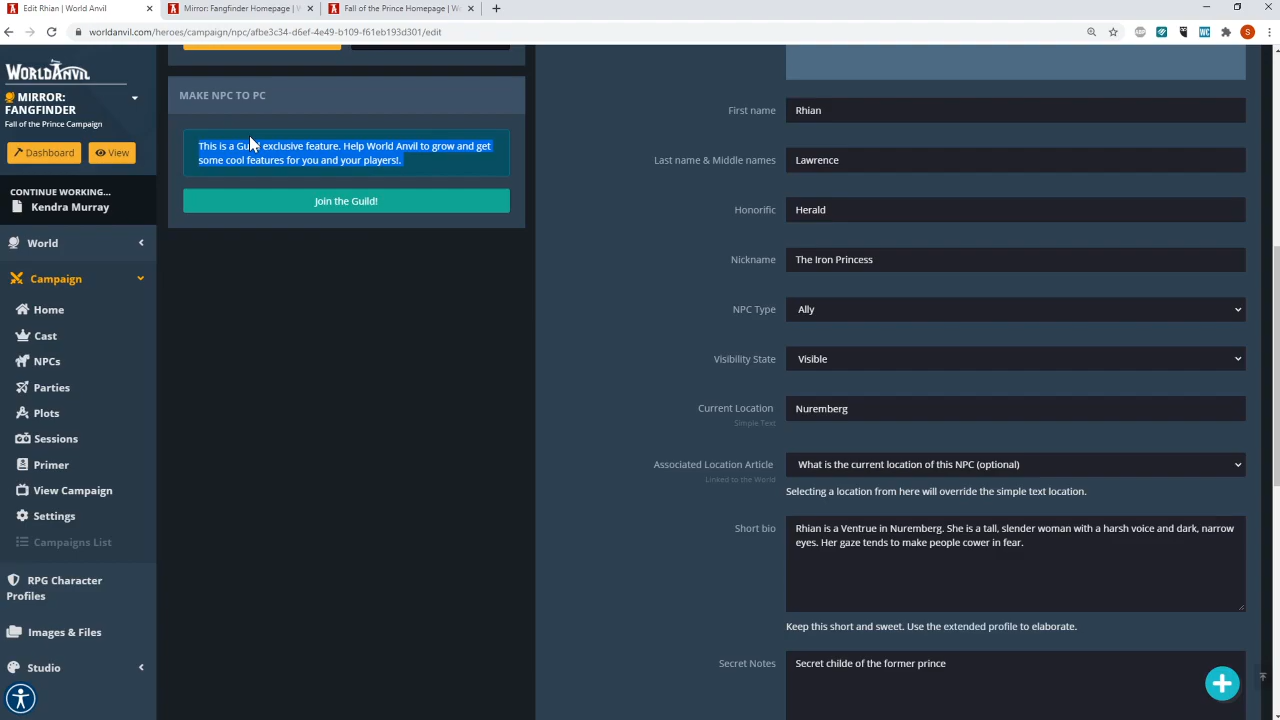 Edit Rhian | World Anvil
Mirror: Fangfinder Homepage | W
Fall of the Prince Homepage | Wo
worldanvil.com/heroes/campaign/npc/afbe3c34-d6ef-4e49-b109-f61eb193d301/edit
S
WC
WORLDANVIL
MIRROR:
FANGFINDER
Fall of the Prince Campaign
Dashboard
View
CONTINUE WORKING...
Kendra Murray
World
Campaign
Home
Cast
NPCs
Parties
Plots
Sessions
Primer
View Campaign
Settings
Campaigns List
RPG Character
Profiles
Images & Files
Studio
MAKE NPC TO PC
This is a Guild exclusive feature. Help World Anvil to grow and get
some cool features for you and your players!.
Join the Guild!
First name
Rhian
Last name & Middle names
Lawrence
Honorific
Herald
Nickname
The Iron Princess
NPC Type
Ally
Visibility State
Visible
Current Location
Simple Text
Nuremberg
Associated Location Article
Linked to the World
What is the current location of this NPC (optional)
Selecting a location from here will override the simple text location.
Short bio
Rhian is a Ventrue in Nuremberg. She is a tall, slender woman with a harsh voice and dark, narrow
eyes. Her gaze tends to make people cower in fear.
Keep this short and sweet. Use the extended profile to elaborate.
Secret Notes
Secret childe of the former prince